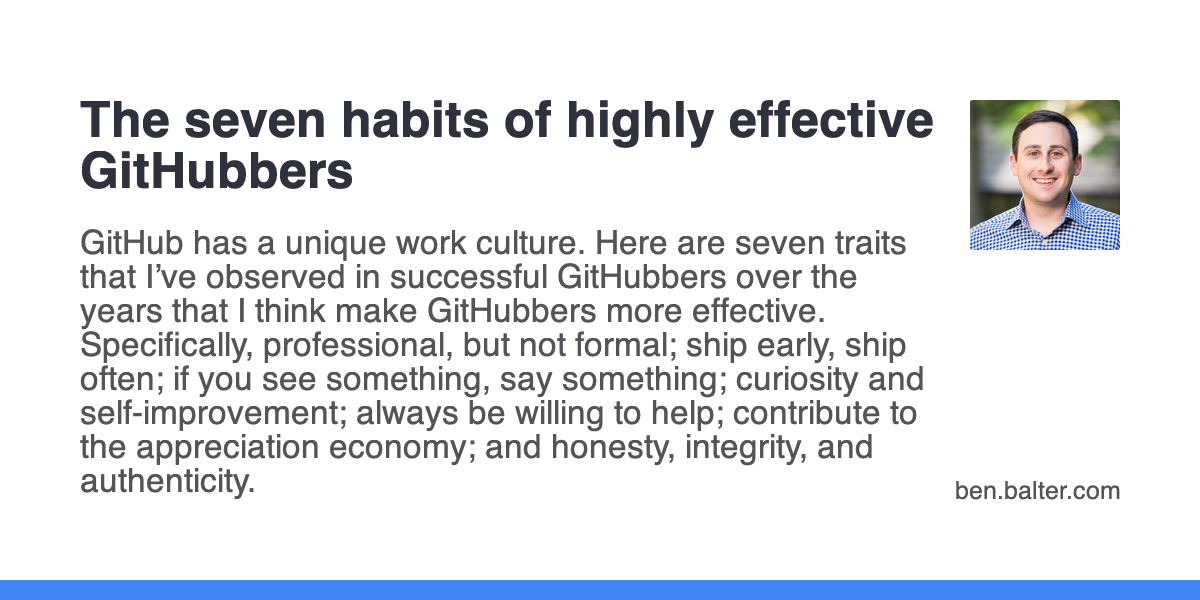 The seven habits of highly effective
GitHubbers
GitHub has a unique work culture. Here are seven traits
that I’ve observed in successful GitHubbers over the
years that I think make GitHubbers more effective.
Specifically, professional, but not formal; ship early, ship
often; if you see something, say something; curiosity and
self-improvement; always be willing to help; contribute to
the appreciation economy; and honesty, integrity, and
authenticity.
ben.balter.com